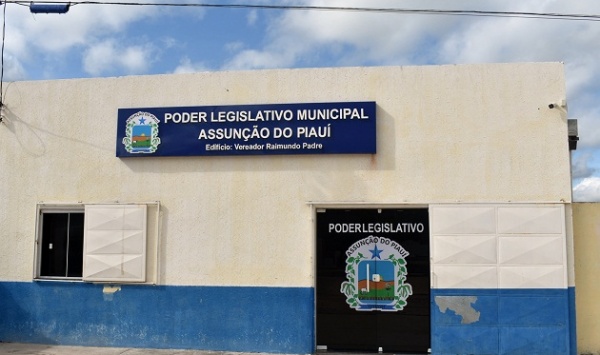 PODER LEGISLATIVO MUNICIPAL
ASSUNÇÃO DO PIAUÍ
Edifício: Vereador Raimundo Padre
PODER LEGISLATIVO
ASSUNÇÃO DO PIAUÍ